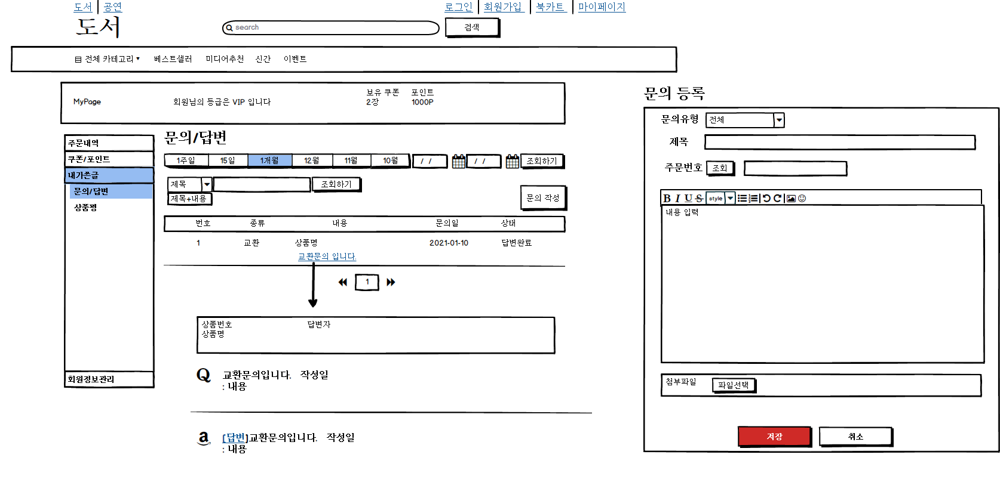 도서 공연 로그인 회원가입 북카트 마이페이지
도서 search 검색
전체 카테고리 베스트셀러 미디어추천 신간 이벤트
MyPage 회원님의 등급은 VIP 입니다
보유 쿠폰 포인트
2장 1000P
주문내역
쿠폰/포인트
내가쓴글
문의/답변
상품평
회원정보관리
문의/답변
1주일 15일 1개월 12월 11월 10월 / / / / 조회하기
제목 조회하기
제목+내용
문의 작성
번호 종류 내용 문의일 상태
1 교환 상품명 2021-01-10 답변완료
교환문의 입니다.
1
상품번호 답변자
상품명
Q 교환문의입니다. 작성일
: 내용
a [답변]교환문의입니다. 작성일
: 내용
문의 등록
문의유형 전체
제목
주문번호 조회
B I U S style
내용 입력
첨부파일 파일선택
저장 취소